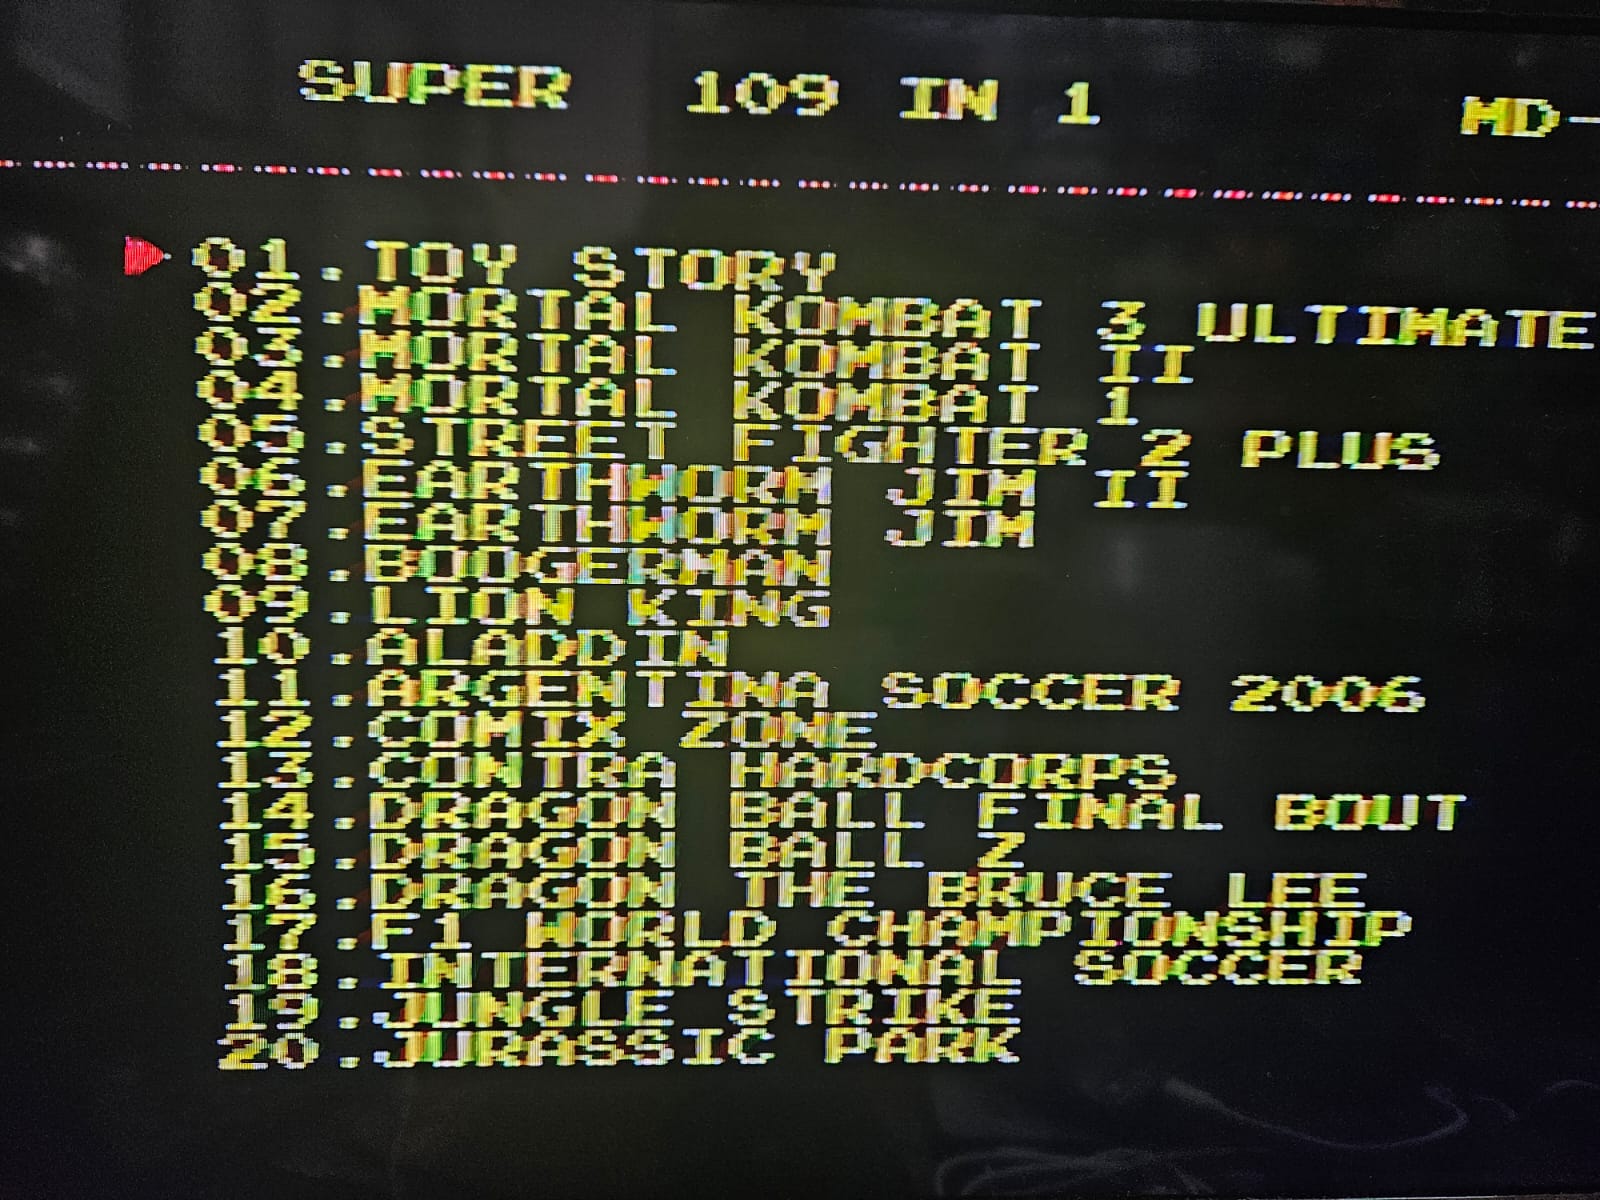 SUPER 109 IN 1 MD-
01.TOY STORY
02.MORTAL KOMBAT 3 ULTIMATE
03.MORTAL KOMBAT II
04.MORTAL KOMBAT 1
05.STREET FIGHTER 2 PLUS
06.EARTHWORM JIM II
07.EARTHWORM JIM
08.BOOGERMAN
09.LION KING
10.ALADDIN
11.ARGENTINA SOCCER 2006
12.COMIX ZONE
13.CONTRA HARDCORPS
14.DRAGON BALL FINAL BOUT
15.DRAGON BALL Z
16.DRAGON THE BRUCE LEE
17.F1 WORLD CHAMPIONSHIP
18.INTERNATIONAL SOCCER
19.JUNGLE STRIKE
20.JURASSIC PARK